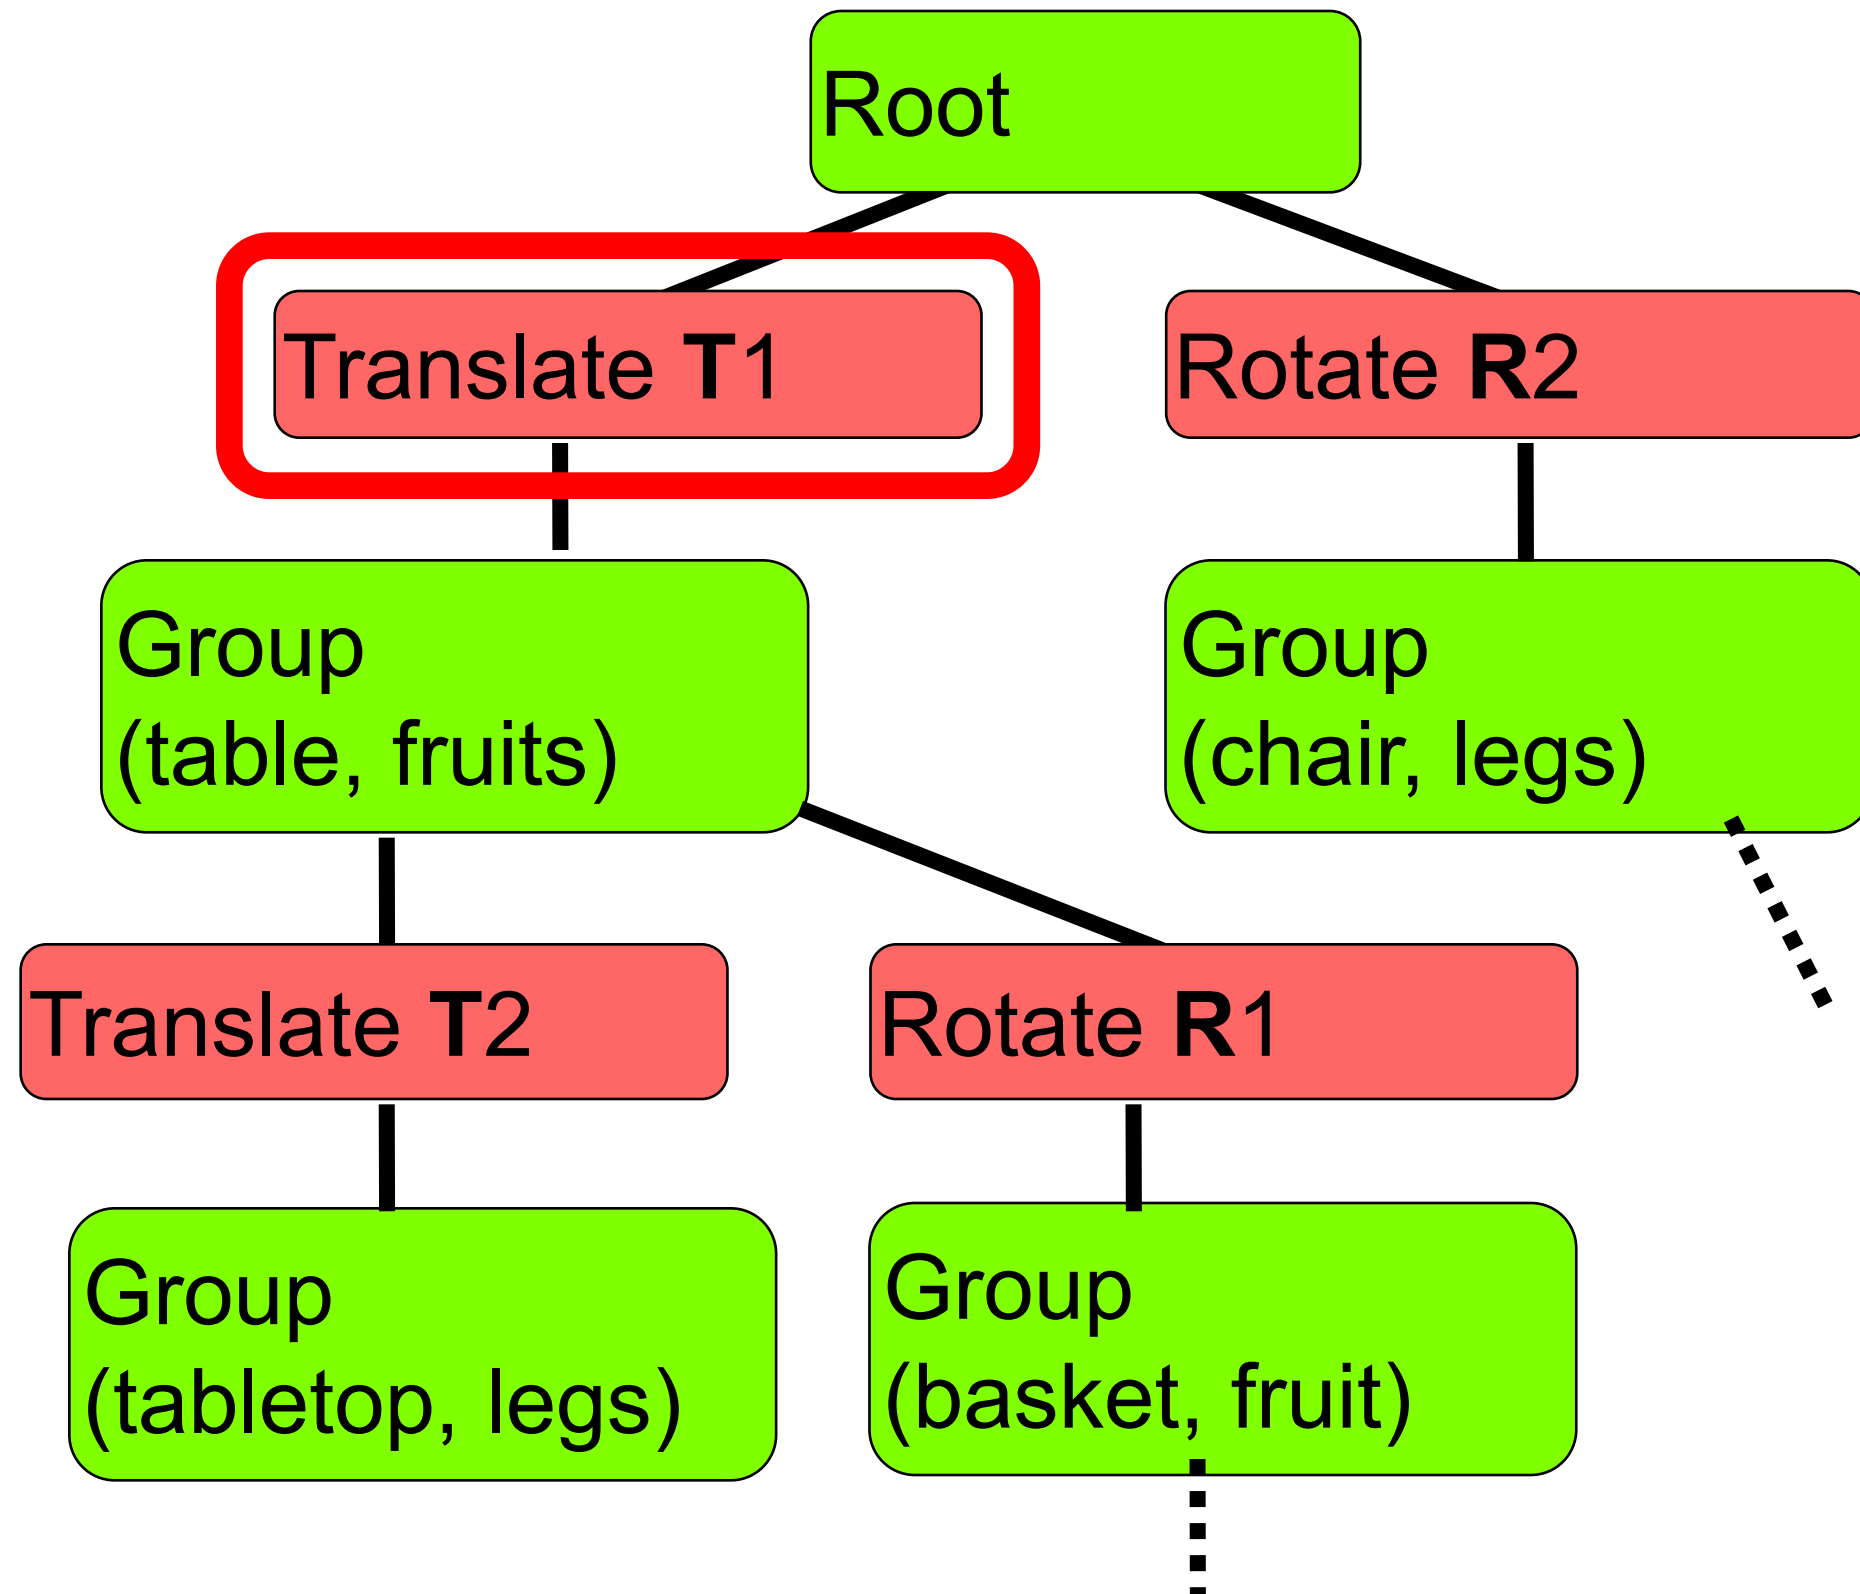 Root
Translate T1
Rotate R2
Group
(table, fruits)
Group
(chair, legs)
Translate T2
Rotate R1
Group
(tabletop, legs)
Group
(basket, fruit)